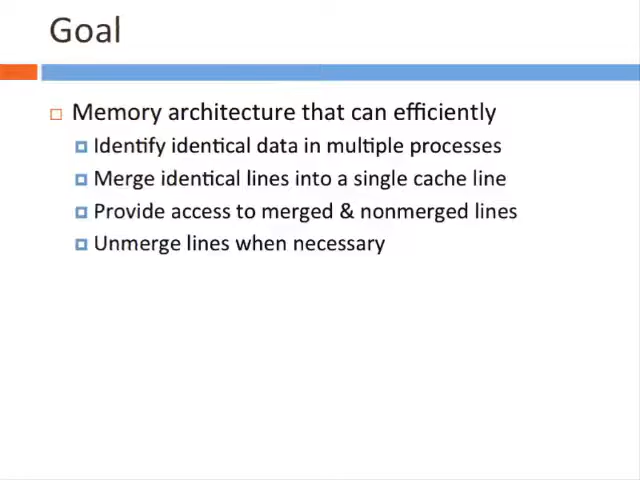 Goal
Memory architecture that can efficiently
Identify identical data in multiple processes
Merge identical lines into a single cache line
Provide access to merged & nonmerged lines
Unmerge lines when necessary